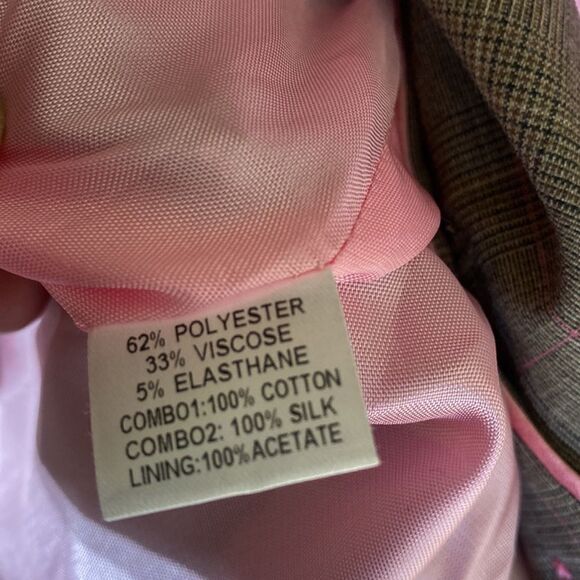 62% POLYESTER
33% VISCOSE
5% ELASTHANE
COMBO1:100% COTTON
COMBO2: 100% SILK
LINING:100%ACETATE